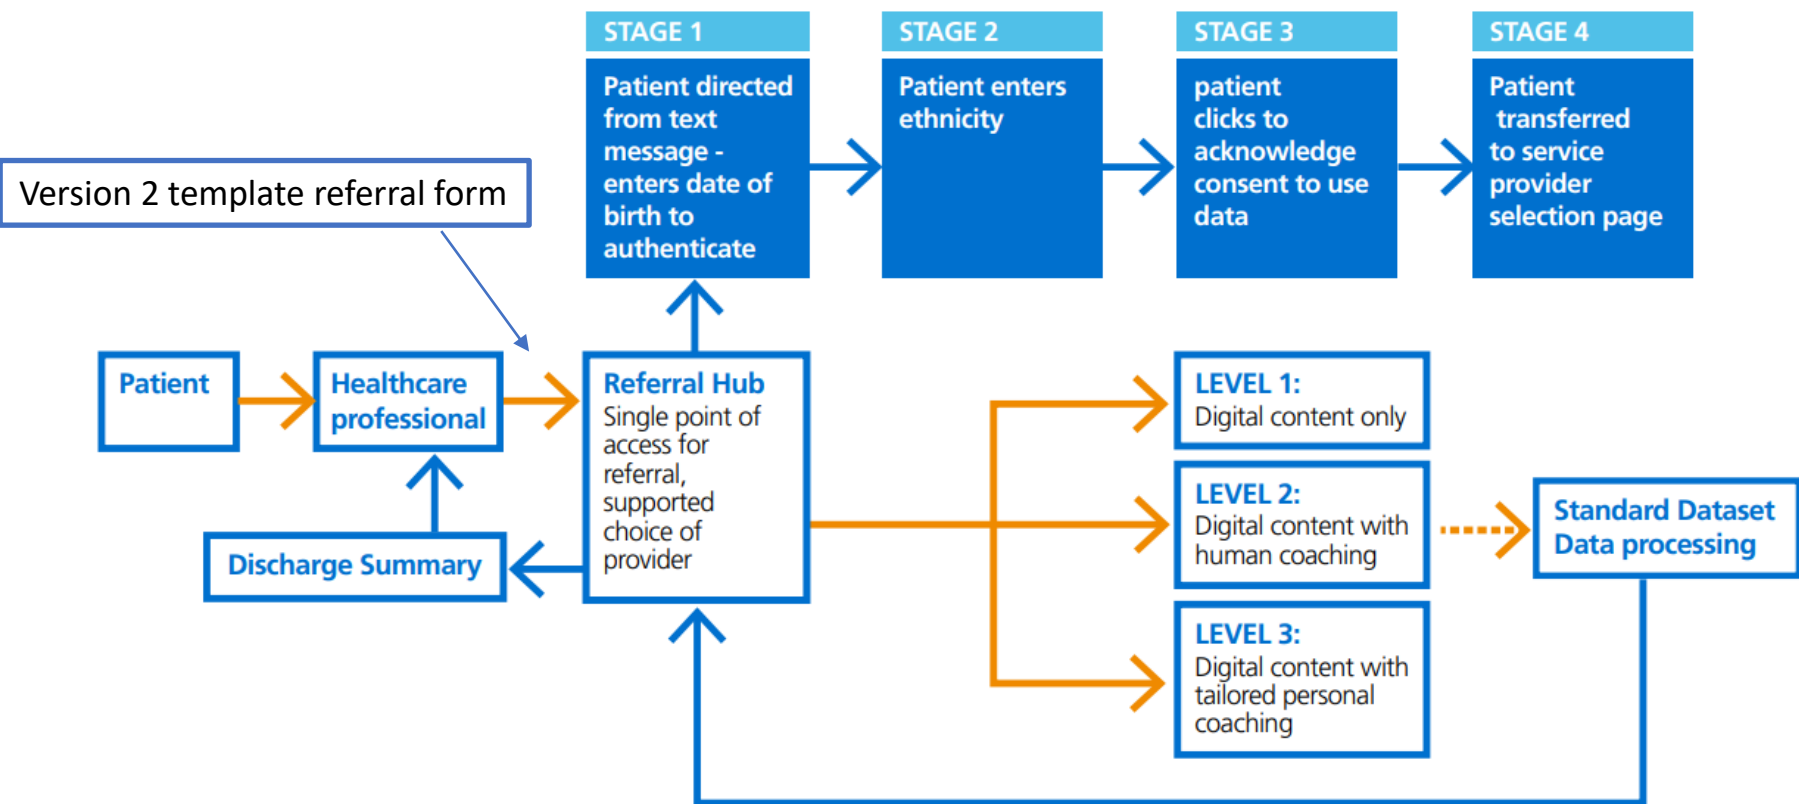 STAGE 1
Patient directed
from text
message -
enters date of
birth to
authenticate
STAGE 2
Patient enters
ethnicity
STAGE 3
patient
clicks to
acknowledge
consent to use
data
STAGE 4
Patient
transferred
to service
provider
selection page
Version 2 template referral form
Patient
Healthcare
professional
Referral Hub
Single point of
access for
referral,
supported
choice of
provider
Discharge Summary
LEVEL 1:
Digital content only
LEVEL 2:
Digital content with
human coaching
LEVEL 3:
Digital content with
tailored personal
coaching
Standard Dataset
Data processing